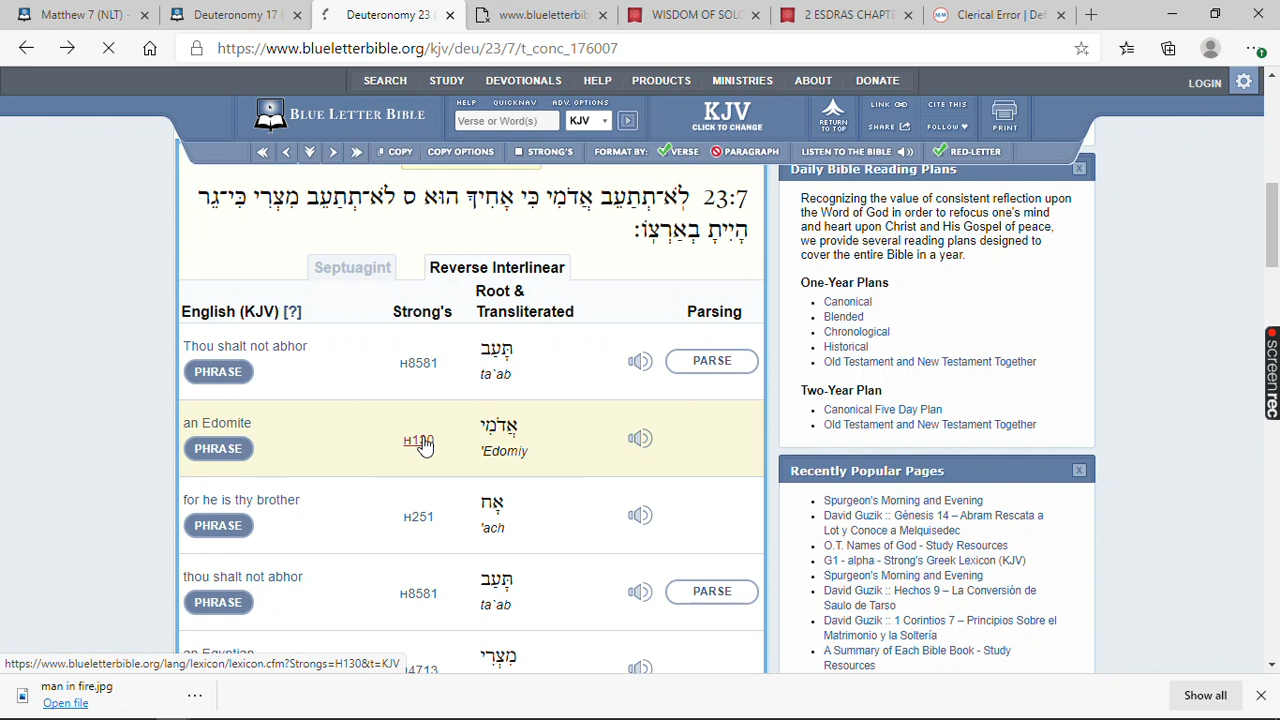 Matthew 7 (NLT) -
Deuteronomy 17 (
Deuteronomy 23 (
www.blueletterbib
WISDOM OF SOLO
2 ESDRAS CHAPTE
Clerical Error | De
https://www.blueletterbible.org/kjv/deu/23/7/t_conc_176007
SEARCH STUDY DEVOTIONALS HELP PRODUCTS MINISTRIES ABOUT DONATE
LOGIN
BLUE LETTER BIBLE
HELP QUICKNAV ADV. OPTIONS
Verse or Word(s)
KJV
KJV
CLICK TO CHANGE
RETURN
TO TOP
LINK
CITE THIS
SHARE
FOLLOW
PRINT
COPY COPY OPTIONS STRONG'S FORMAT BY: VERSE PARAGRAPH LISTEN TO THE BIBLE RED-LETTER
23:7 לֹֽא־תְתַעֵב אֲדֹמִי כִּי אָחִיךָ הוּא ס לֹא־תְתַעֵב מִצְרִי כִּי־גֵר
הָיִיתָ בְאַרְצֽוֹ׃
Septuagint
Reverse Interlinear
English (KJV) [?]
Strong's
Root &
Transliterated
Parsing
Thou shalt not abhor
PHRASE
H8581
תָּעַב
ta`ab
PARSE
an Edomite
PHRASE
אֲדֹמִי
'Edomiy
for he is thy brother
PHRASE
H251
אָח
'ach
thou shalt not abhor
PHRASE
H8581
תָּעַב
ta`ab
PARSE
an Egyptian
H4713
מִצְרִי
Daily Bible Reading Plans
Recognizing the value of consistent reflection upon
the Word of God in order to refocus one's mind
and heart upon Christ and His Gospel of peace,
we provide several reading plans designed to
cover the entire Bible in a year.
One-Year Plans
Canonical
Blended
Chronological
Historical
Old Testament and New Testament Together
Two-Year Plan
Canonical Five Day Plan
Old Testament and New Testament Together
Recently Popular Pages
Spurgeon's Morning and Evening
David Guzik :: Génesis 14 – Abram Rescata a
Lot y Conoce a Melquisedec
O.T. Names of God - Study Resources
G1 - alpha - Strong's Greek Lexicon (KJV)
Spurgeon's Morning and Evening
David Guzik :: Hechos 9 – La Conversión de
Saulo de Tarso
David Guzik :: 1 Corintios 7 – Principios Sobre el
Matrimonio y la Soltería
A Summary of Each Bible Book - Study
Resources
screenrec
https://www.blueletterbible.org/lang/lexicon/lexicon.cfm?Strongs=H130&t=KJV
man in fire.jpg
Open file
Show all